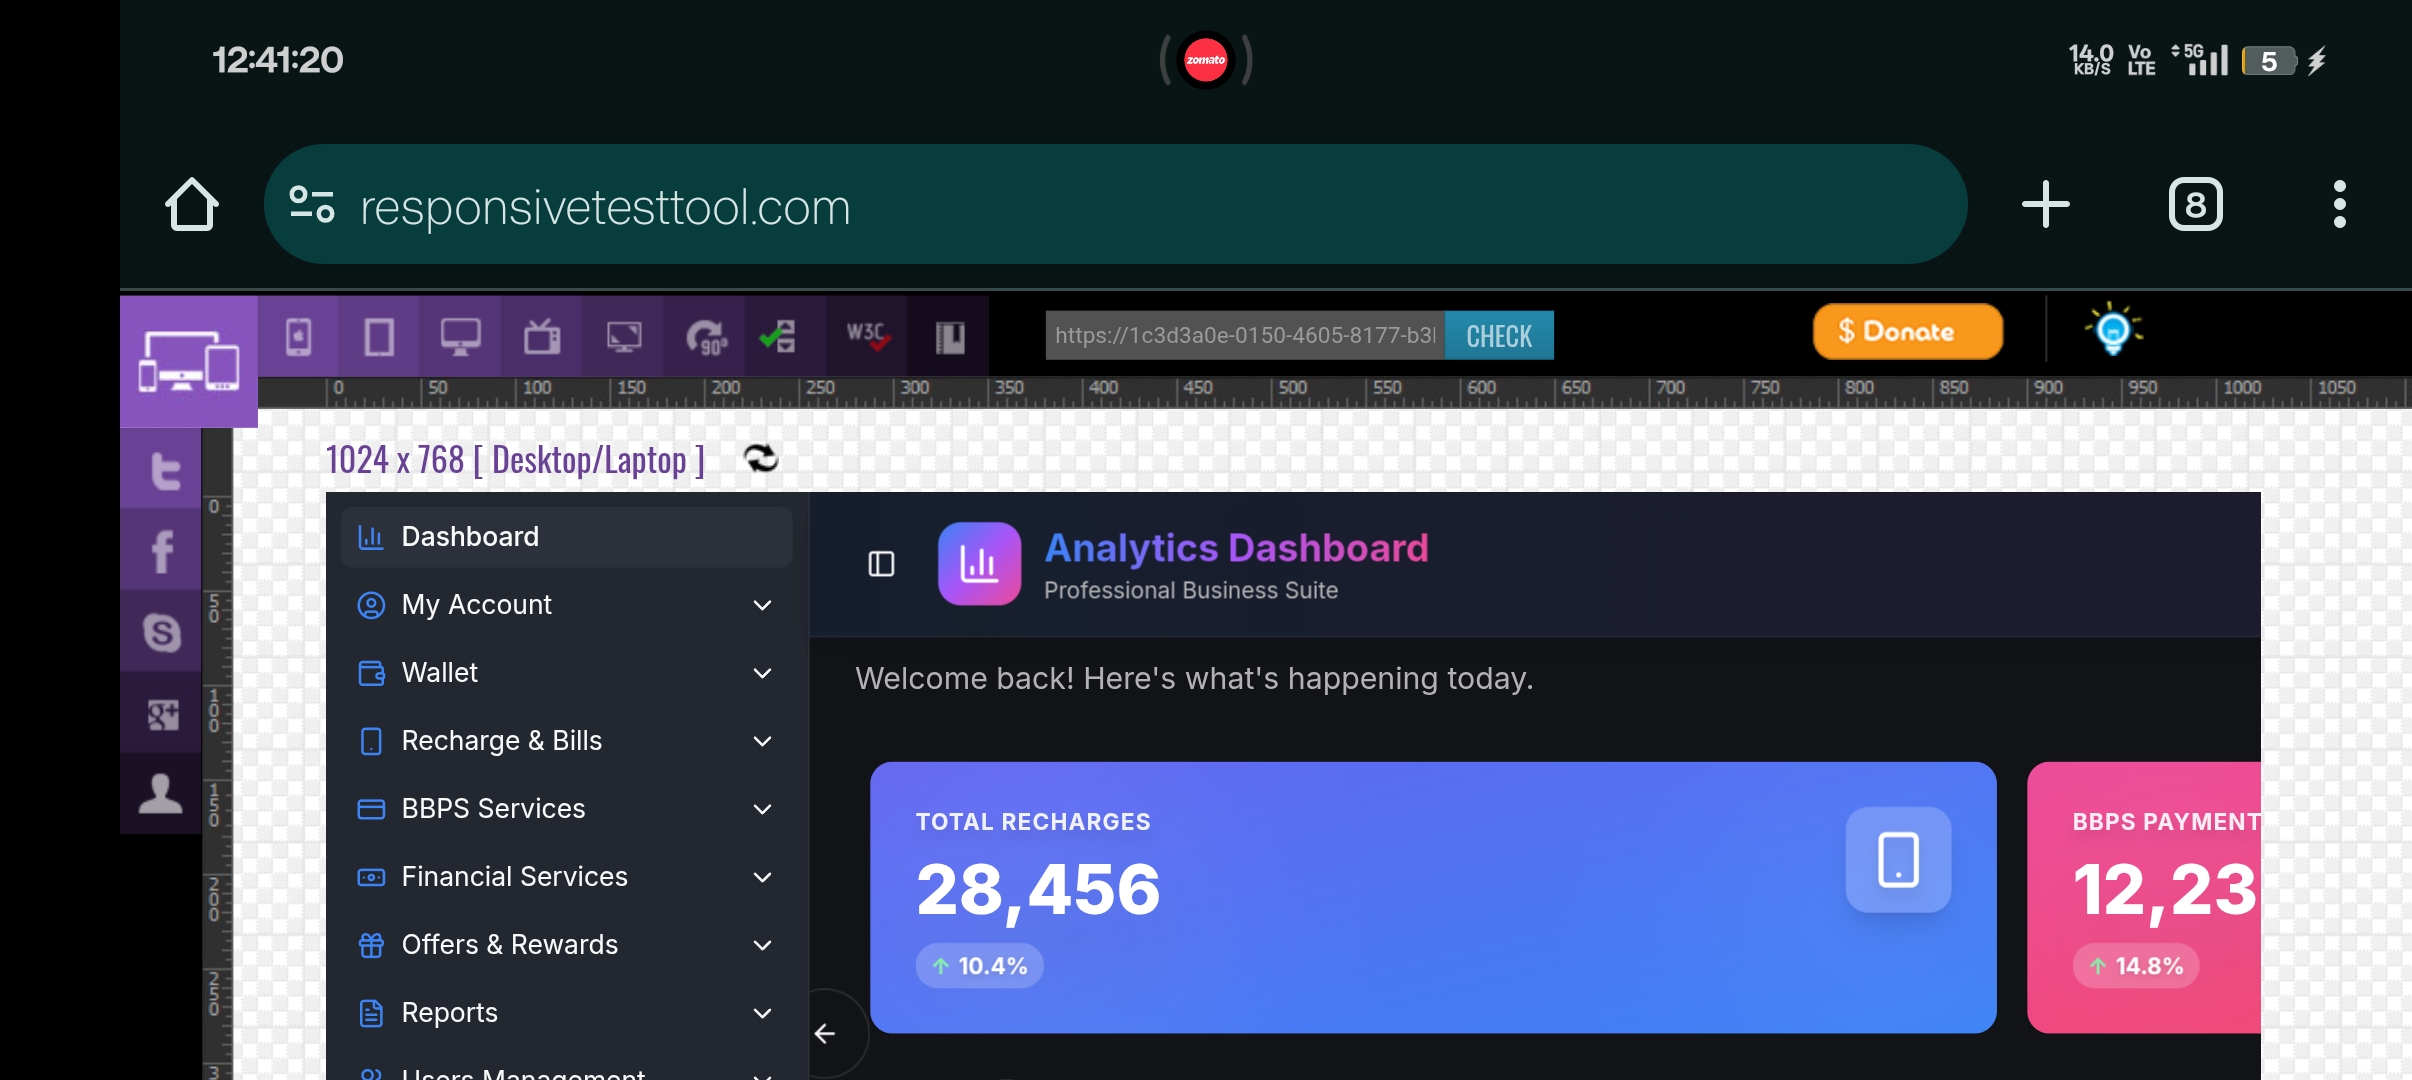 12:41:20
zomato
14.0 KB/S
Vo LTE
5G
5
responsivetesttool.com
8
90°
W3C
https://1c3d3a0e-0150-4605-8177-b3
CHECK
$ Donate
0 50 100 150 200 250 300 350 400 450 500 550 600 650 700 750 800 850 900 950 1000 1050
1024 x 768 [ Desktop/Laptop ]
0
50
100
150
200
250
3
Dashboard
My Account
Wallet
Recharge & Bills
BBPS Services
Financial Services
Offers & Rewards
Reports
Users Management
Analytics Dashboard
Professional Business Suite
Welcome back! Here's what's happening today.
TOTAL RECHARGES
28,456
↑ 10.4%
BBPS PAYMENT
12,23
↑ 14.8%